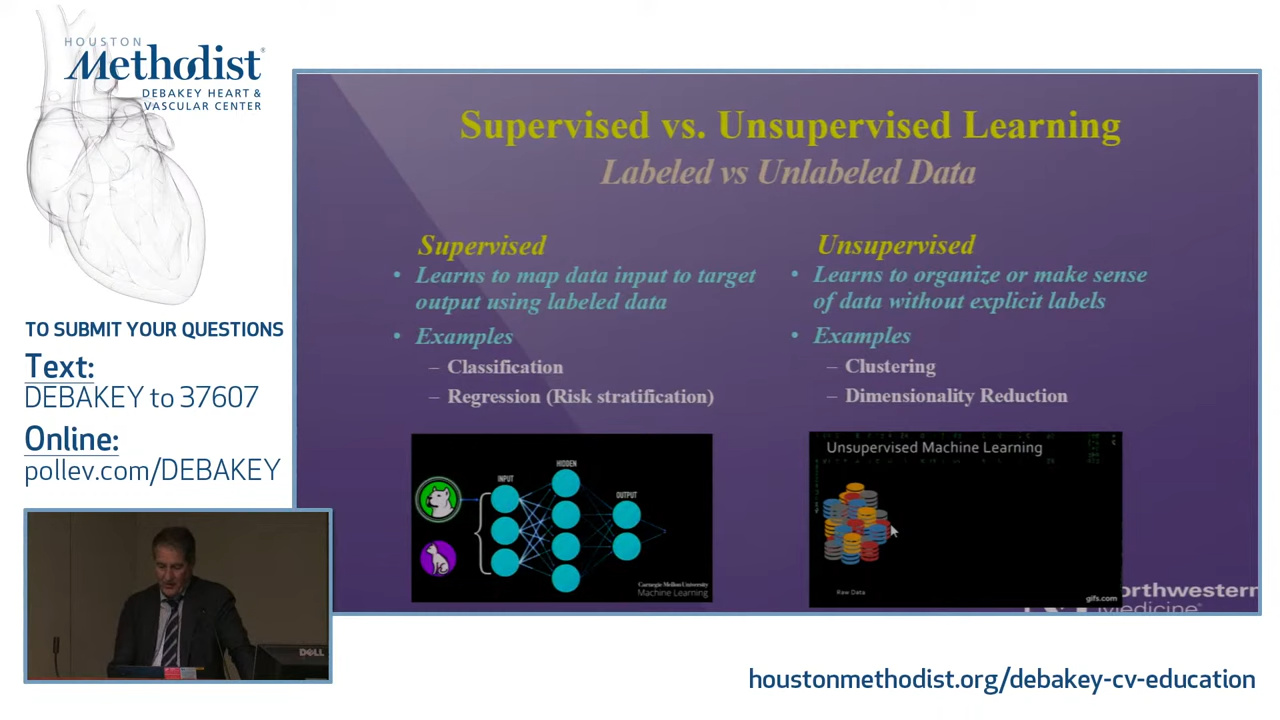 HOUSTON
Methodist®
DEBAKEY HEART &
VASCULAR CENTER
TO SUBMIT YOUR QUESTIONS
Text:
DEBAKEY to 37607
Online:
pollev.com/DEBAKEY
Supervised vs. Unsupervised Learning
Labeled vs Unlabeled Data
Supervised
• Learns to map data input to target
output using labeled data
• Examples
– Classification
– Regression (Risk stratification)
INPUT
HIDDEN
OUTPUT
Carnegie Mellon University
Machine Learning
Unsupervised
• Learns to organize or make sense
of data without explicit labels
• Examples
– Clustering
– Dimensionality Reduction
Unsupervised Machine Learning
Raw Data
gifs.com
Medicine®
DELL
houstonmethodist.org/debakey-cv-education